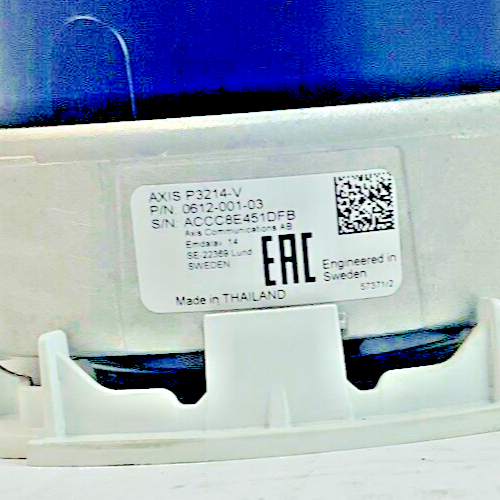 AXIS P3214-V
P/N: 0612-001-03
S/N: ACCC8E451DFB
Axis Communications AB
Emdalav. 14
SE-22369 Lund
SWEDEN
EAC
Engineered in
Sweden
57371/2
Made in THAILAND